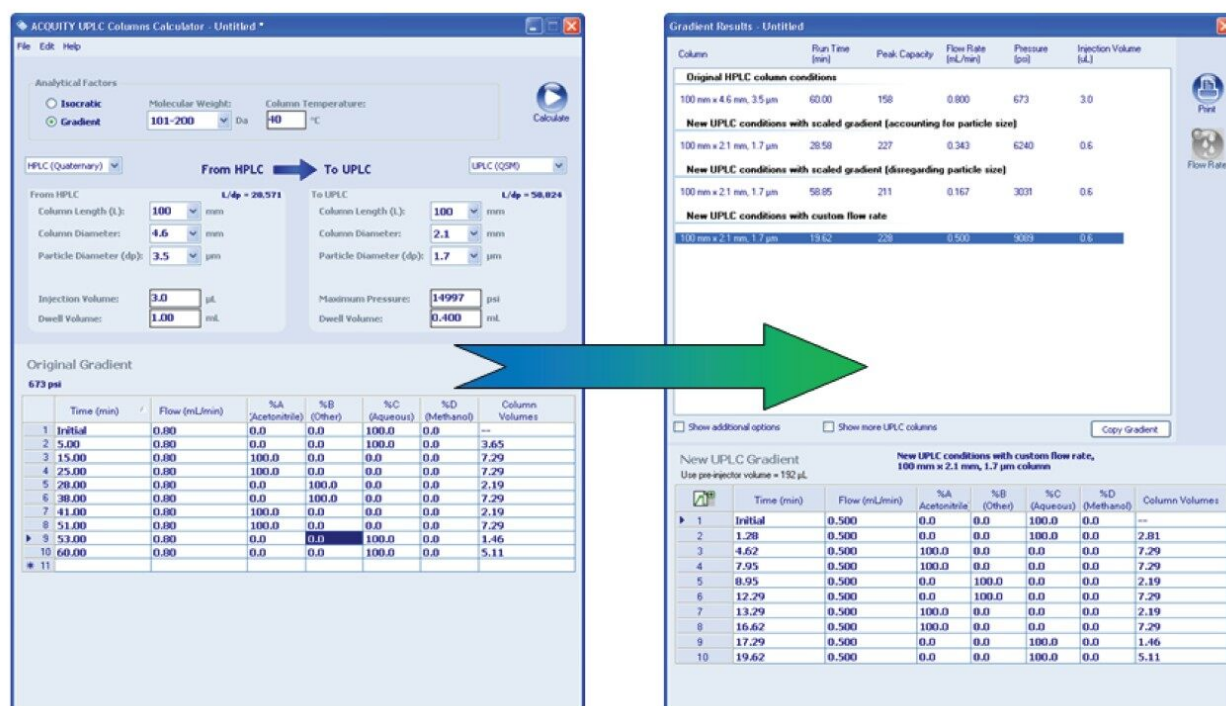 ACQUITY UPLC Columns Calculator - Untitled *
File Edit Help
Analytical Factors
Isocratic
Gradient
Molecular Weight:
101-200 Da
Column Temperature:
40 °C
Calculate
HPLC (Quaternary)
From HPLC To UPLC
UPLC (QSM)
From HPLC L/dp = 28,571
Column Length (L): 100 mm
Column Diameter: 4.6 mm
Particle Diameter (dp): 3.5 µm
Injection Volume: 3.0 µL
Dwell Volume: 1.00 mL
To UPLC L/dp = 58,824
Column Length (L): 100 mm
Column Diameter: 2.1 mm
Particle Diameter (dp): 1.7 µm
Maximum Pressure: 14997 psi
Dwell Volume: 0.400 mL
Original Gradient
673 psi
Time (min) Flow (mL/min) %A (Acetonitrile) %B (Other) %C (Aqueous) %D (Methanol) Column Volumes
1 Initial 0.80 0.0 0.0 100.0 0.0 --
2 5.00 0.80 0.0 0.0 100.0 0.0 3.65
3 15.00 0.80 100.0 0.0 0.0 0.0 7.29
4 25.00 0.80 100.0 0.0 0.0 0.0 7.29
5 28.00 0.80 0.0 100.0 0.0 0.0 2.19
6 38.00 0.80 0.0 100.0 0.0 0.0 7.29
7 41.00 0.80 100.0 0.0 0.0 0.0 2.19
8 51.00 0.80 100.0 0.0 0.0 0.0 7.29
9 53.00 0.80 0.0 0.0 100.0 0.0 1.46
10 60.00 0.80 0.0 0.0 100.0 0.0 5.11
11
Gradient Results - Untitled
Column Run Time (min) Peak Capacity Flow Rate (mL/min) Pressure (psi) Injection Volume (uL)
Original HPLC column conditions
100 mm x 4.6 mm, 3.5 µm 60.00 158 0.800 673 3.0
New UPLC conditions with scaled gradient (accounting for particle size)
100 mm x 2.1 mm, 1.7 µm 28.58 227 0.343 6240 0.6
New UPLC conditions with scaled gradient (disregarding particle size)
100 mm x 2.1 mm, 1.7 µm 58.85 211 0.167 3031 0.6
New UPLC conditions with custom flow rate
100 mm x 2.1 mm, 1.7 µm 19.62 228 0.500 9089 0.6
Print
Flow Rate
Show additional options
Show more UPLC columns
Copy Gradient
New UPLC Gradient
Use pre-injector volume = 192 µL
New UPLC conditions with custom flow rate,
100 mm x 2.1 mm, 1.7 µm column
Time (min) Flow (mL/min) %A Acetonitrile %B (Other) %C (Aqueous) %D (Methanol) Column Volumes
1 Initial 0.500 0.0 0.0 100.0 0.0 --
2 1.28 0.500 0.0 0.0 100.0 0.0 2.81
3 4.62 0.500 100.0 0.0 0.0 0.0 7.29
4 7.95 0.500 100.0 0.0 0.0 0.0 7.29
5 8.95 0.500 0.0 100.0 0.0 0.0 2.19
6 12.29 0.500 0.0 100.0 0.0 0.0 7.29
7 13.29 0.500 100.0 0.0 0.0 0.0 2.19
8 16.62 0.500 100.0 0.0 0.0 0.0 7.29
9 17.29 0.500 0.0 0.0 100.0 0.0 1.46
10 19.62 0.500 0.0 0.0 100.0 0.0 5.11